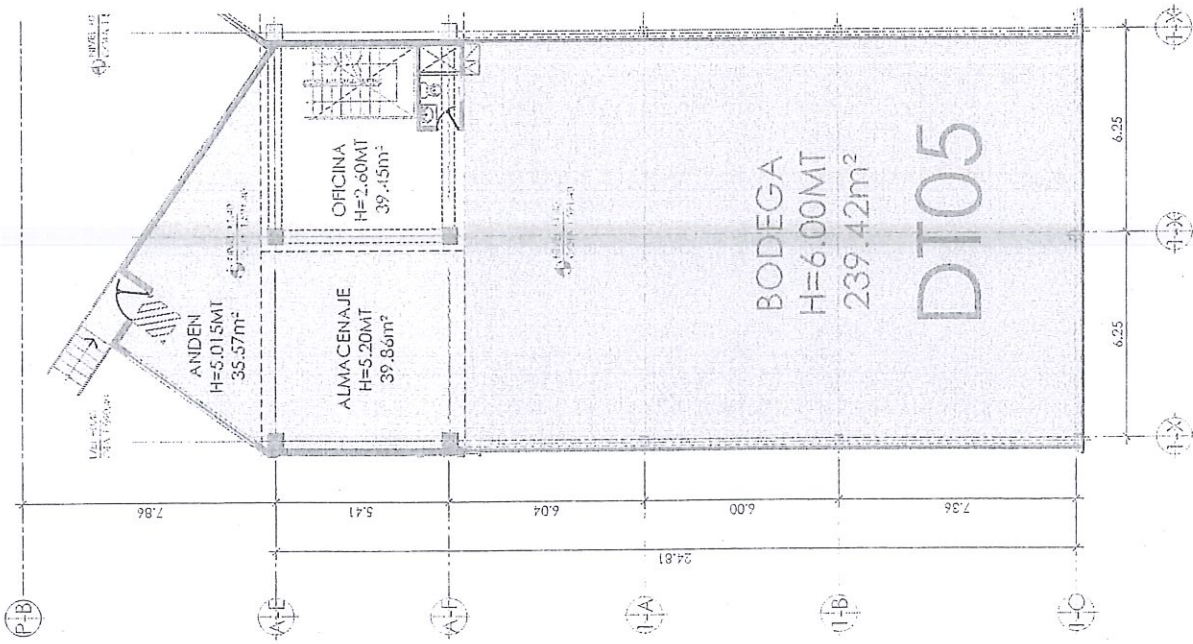 P-B
A-E
A-F
1-A
1-B
1-C
7.86
5.41
6.04
6.00
7.36
24.81
ANDEN
H=5.015MT
35.57m²
OFICINA
H=2.60MT
39.45m²
ALMACENAJE
H=5.20MT
39.86m²
BODEGA
H=6.00MT
239.42m²
DT05
6.25
6.25